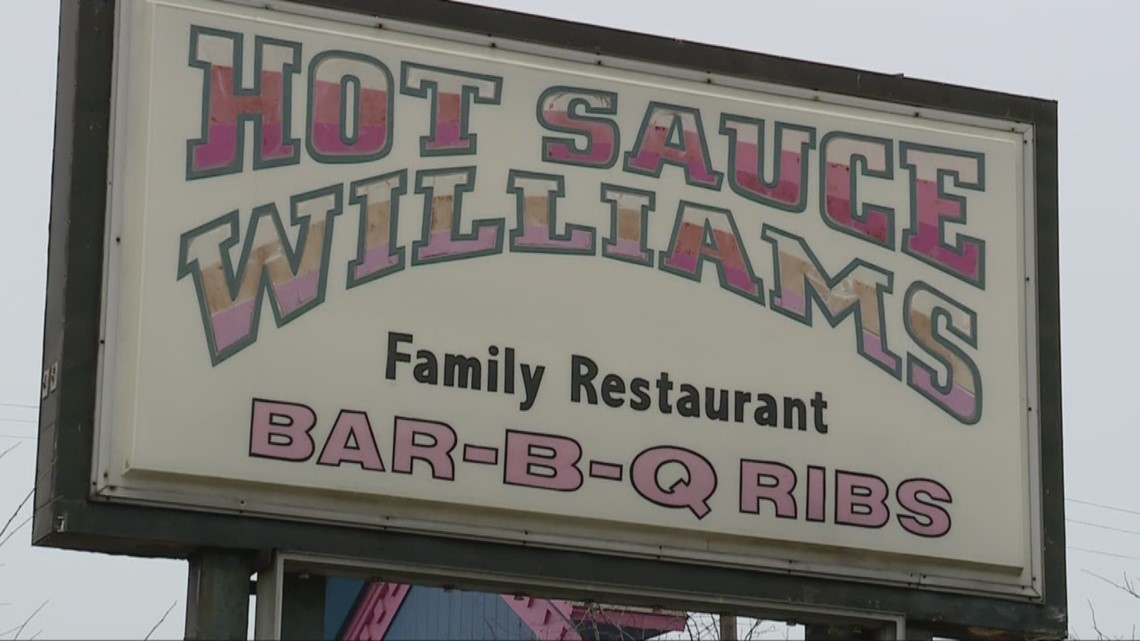 HOT SAUCE
WILLIAMS
Family Restaurant
BAR-B-Q RIBS